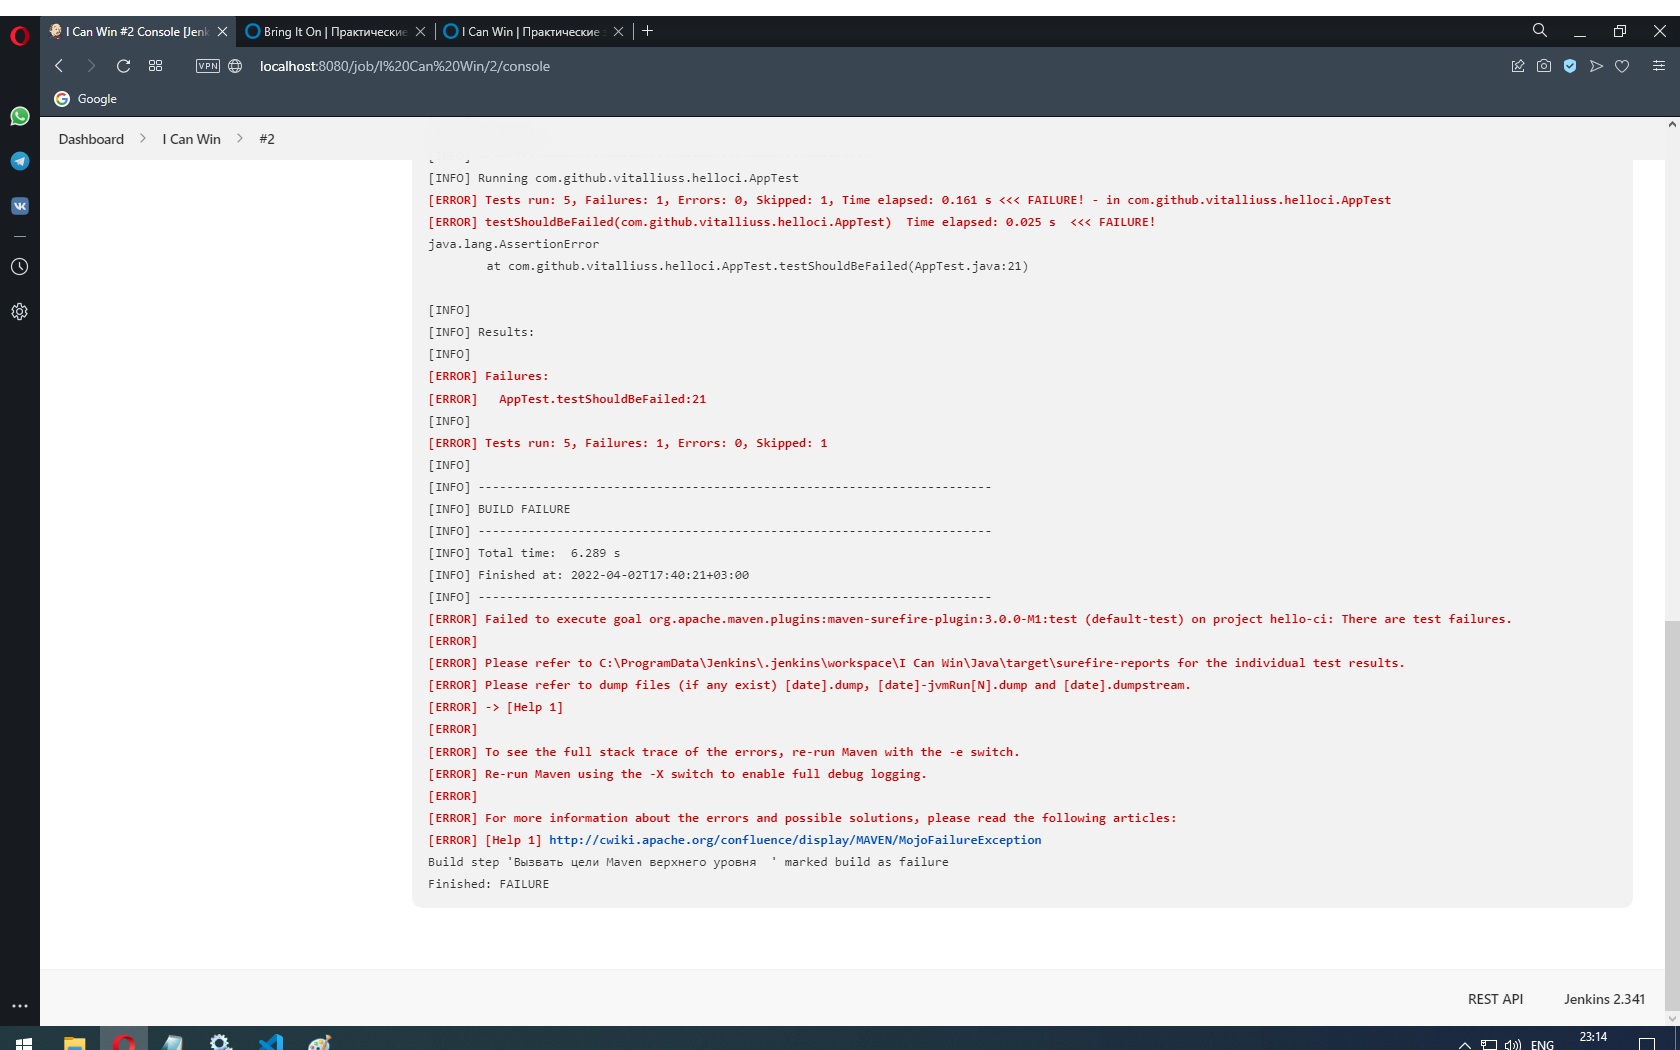 I Can Win #2 Console [Jenk
Bring It On | Практические
I Can Win | Практические з
VPN
localhost:8080/job/I%20Can%20Win/2/console
Google
Dashboard
I Can Win
#2
[INFO] Running com.github.vitalliuss.helloci.AppTest
[ERROR] Tests run: 5, Failures: 1, Errors: 0, Skipped: 1, Time elapsed: 0.161 s <<< FAILURE! - in com.github.vitalliuss.helloci.AppTest
[ERROR] testShouldBeFailed(com.github.vitalliuss.helloci.AppTest)  Time elapsed: 0.025 s  <<< FAILURE!
java.lang.AssertionError
at com.github.vitalliuss.helloci.AppTest.testShouldBeFailed(AppTest.java:21)
[INFO]
[INFO] Results:
[INFO]
[ERROR] Failures:
[ERROR]   AppTest.testShouldBeFailed:21
[INFO]
[ERROR] Tests run: 5, Failures: 1, Errors: 0, Skipped: 1
[INFO]
[INFO] ------------------------------------------------------------------------
[INFO] BUILD FAILURE
[INFO] ------------------------------------------------------------------------
[INFO] Total time:  6.289 s
[INFO] Finished at: 2022-04-02T17:40:21+03:00
[INFO] ------------------------------------------------------------------------
[ERROR] Failed to execute goal org.apache.maven.plugins:maven-surefire-plugin:3.0.0-M1:test (default-test) on project hello-ci: There are test failures.
[ERROR]
[ERROR] Please refer to C:\ProgramData\Jenkins\.jenkins\workspace\I Can Win\Java\target\surefire-reports for the individual test results.
[ERROR] Please refer to dump files (if any exist) [date].dump, [date]-jvmRun[N].dump and [date].dumpstream.
[ERROR] -> [Help 1]
[ERROR]
[ERROR] To see the full stack trace of the errors, re-run Maven with the -e switch.
[ERROR] Re-run Maven using the -X switch to enable full debug logging.
[ERROR]
[ERROR] For more information about the errors and possible solutions, please read the following articles:
[ERROR] [Help 1] http://cwiki.apache.org/confluence/display/MAVEN/MojoFailureException
Build step 'Вызвать цели Maven верхнего уровня  ' marked build as failure
Finished: FAILURE
REST API
Jenkins 2.341
ENG
23:14